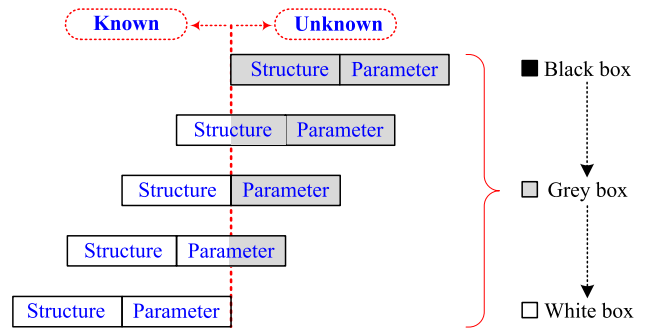 Known Unknown
Structure Parameter
Black box
Structure Parameter
Structure Parameter
Grey box
Structure Parameter
Structure Parameter
White box